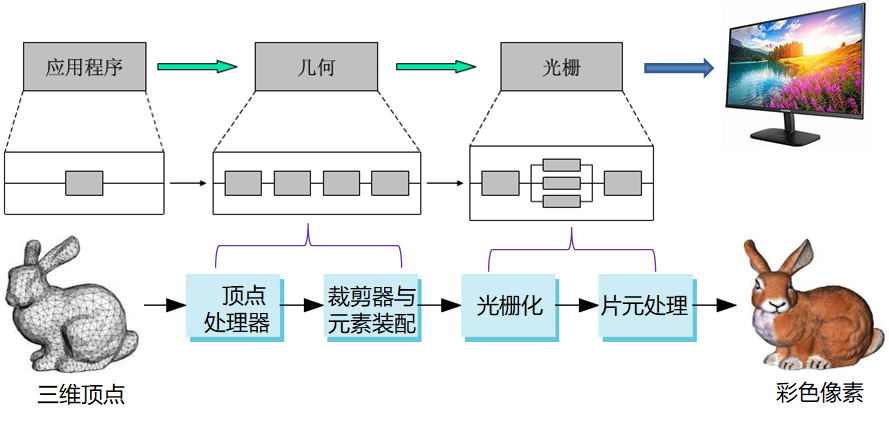 应用程序
几何
光栅
顶点
处理器
裁剪器与
元素装配
光栅化
片元处理
三维顶点
彩色像素